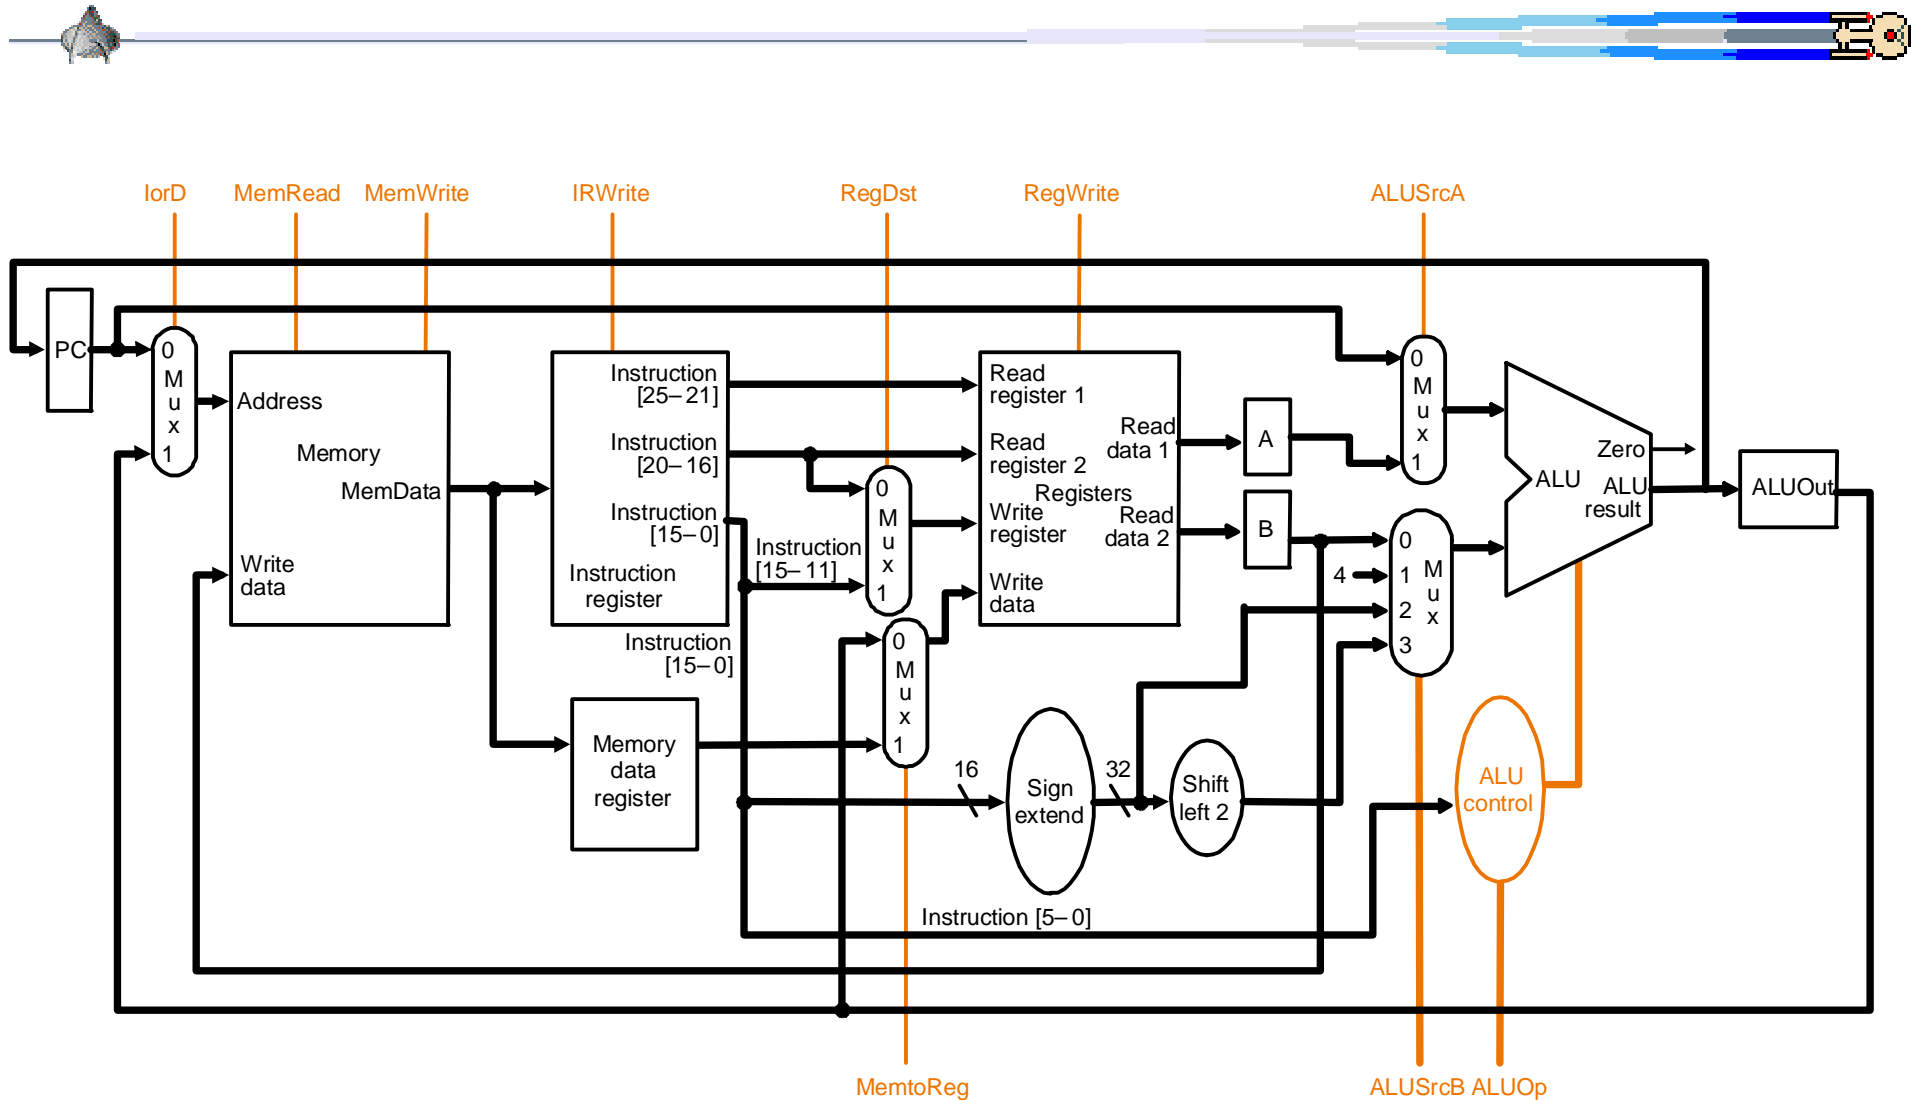 IorD
MemRead
MemWrite
IRWrite
RegDst
RegWrite
ALUSrcA
PC
0
M
u
x
1
Address
Memory
MemData
Write
data
Instruction
[25–21]
Instruction
[20–16]
Instruction
[15–0]
Instruction
register
Instruction
[15–11]
Instruction
[15–0]
0
M
u
x
1
0
M
u
x
1
Memory
data
register
Read
register 1
Read
register 2
Registers
Write
register
Write
data
Read
data 1
Read
data 2
A
B
16
Sign
extend
32
Shift
left 2
Instruction [5–0]
0
M
u
x
1
4
0
1
2
3
M
u
x
ALU
Zero
ALU
result
ALUOut
ALU
control
MemtoReg
ALUSrcB
ALUOp